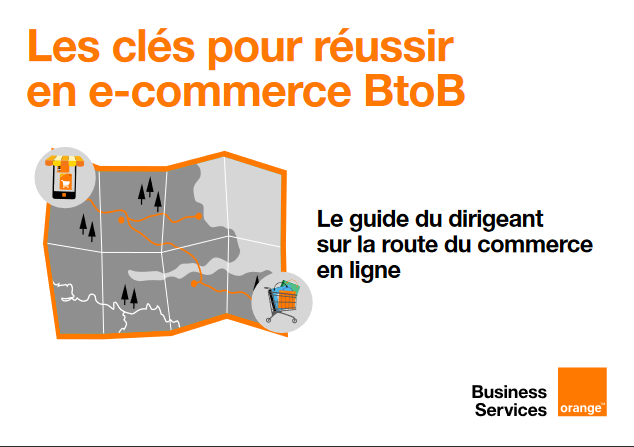 Les clés pour réussir
en e-commerce BtoB
Le guide du dirigeant
sur la route du commerce
en ligne
Business
Services
orange™